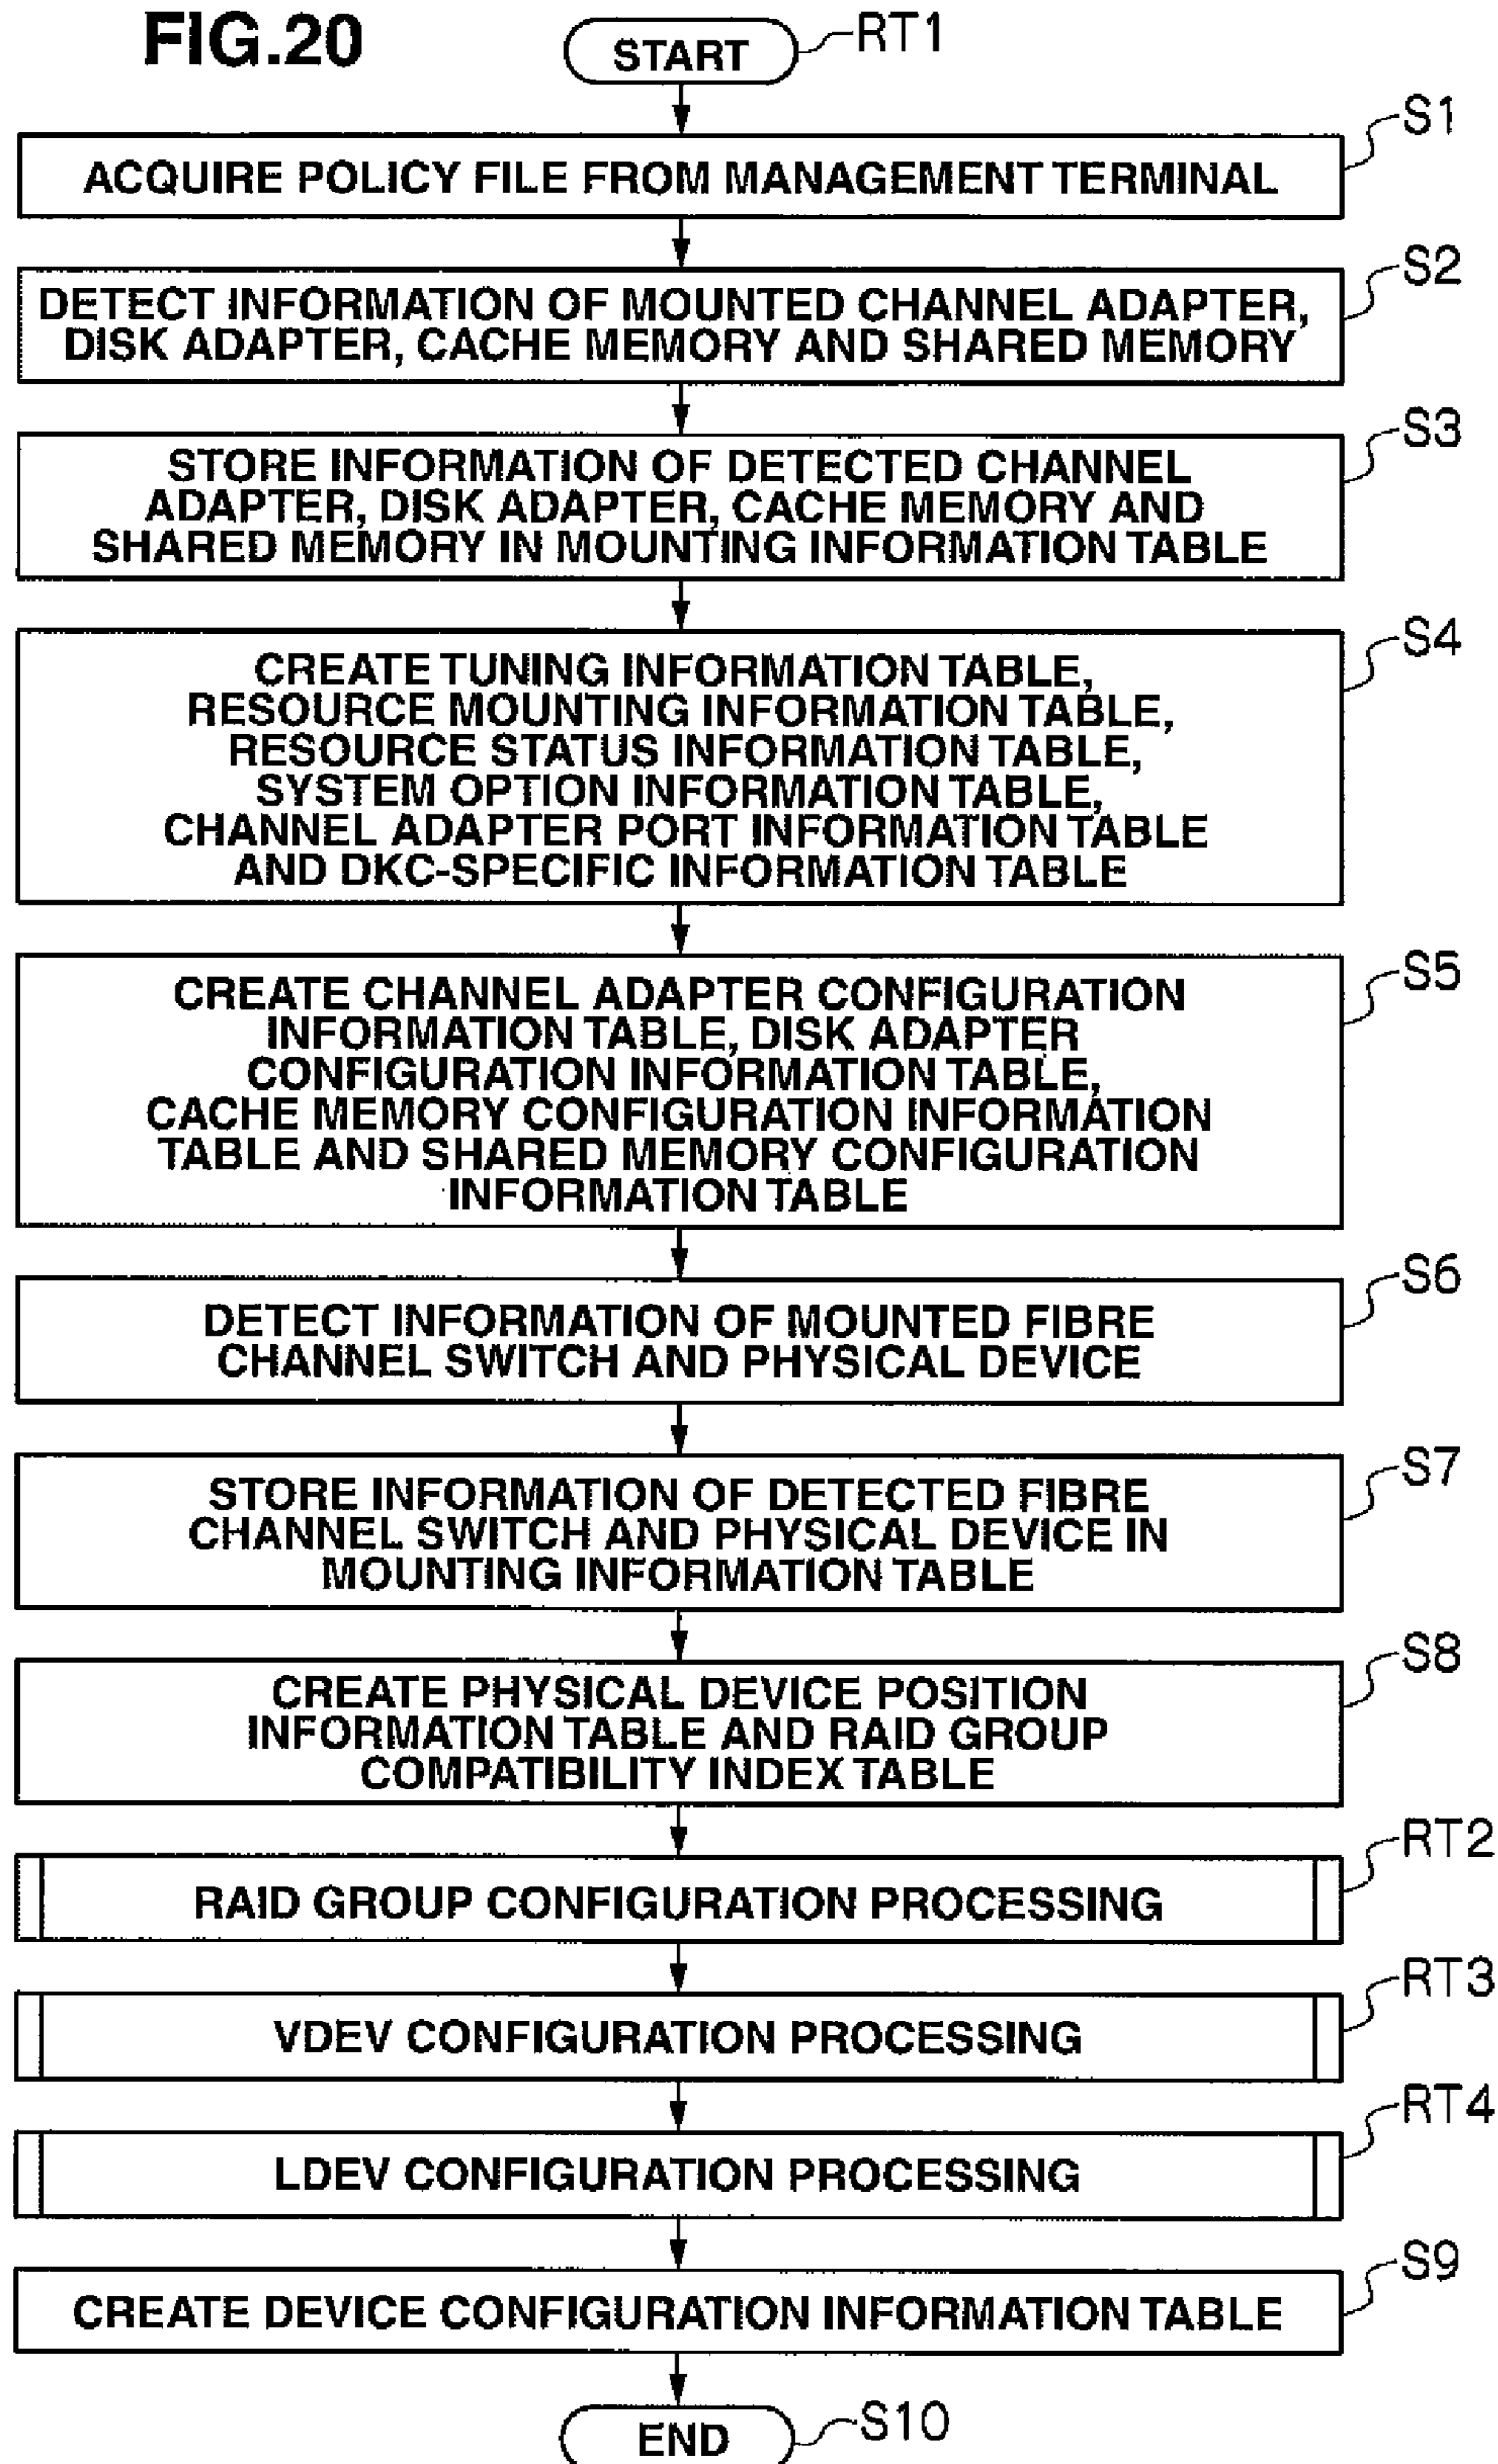 FIG.20
START
RT1
S1
ACQUIRE POLICY FILE FROM MANAGEMENT TERMINAL
S2
DETECT INFORMATION OF MOUNTED CHANNEL ADAPTER,
DISK ADAPTER, CACHE MEMORY AND SHARED MEMORY
S3
STORE INFORMATION OF DETECTED CHANNEL
ADAPTER, DISK ADAPTER, CACHE MEMORY AND
SHARED MEMORY IN MOUNTING INFORMATION TABLE
S4
CREATE TUNING INFORMATION TABLE,
RESOURCE MOUNTING INFORMATION TABLE,
RESOURCE STATUS INFORMATION TABLE,
SYSTEM OPTION INFORMATION TABLE,
CHANNEL ADAPTER PORT INFORMATION TABLE
AND DKC-SPECIFIC INFORMATION TABLE
S5
CREATE CHANNEL ADAPTER CONFIGURATION
INFORMATION TABLE, DISK ADAPTER
CONFIGURATION INFORMATION TABLE,
CACHE MEMORY CONFIGURATION INFORMATION
TABLE AND SHARED MEMORY CONFIGURATION
INFORMATION TABLE
S6
DETECT INFORMATION OF MOUNTED FIBRE
CHANNEL SWITCH AND PHYSICAL DEVICE
S7
STORE INFORMATION OF DETECTED FIBRE
CHANNEL SWITCH AND PHYSICAL DEVICE IN
MOUNTING INFORMATION TABLE
S8
CREATE PHYSICAL DEVICE POSITION
INFORMATION TABLE AND RAID GROUP
COMPATIBILITY INDEX TABLE
RT2
RAID GROUP CONFIGURATION PROCESSING
RT3
VDEV CONFIGURATION PROCESSING
RT4
LDEV CONFIGURATION PROCESSING
S9
CREATE DEVICE CONFIGURATION INFORMATION TABLE
END
S10